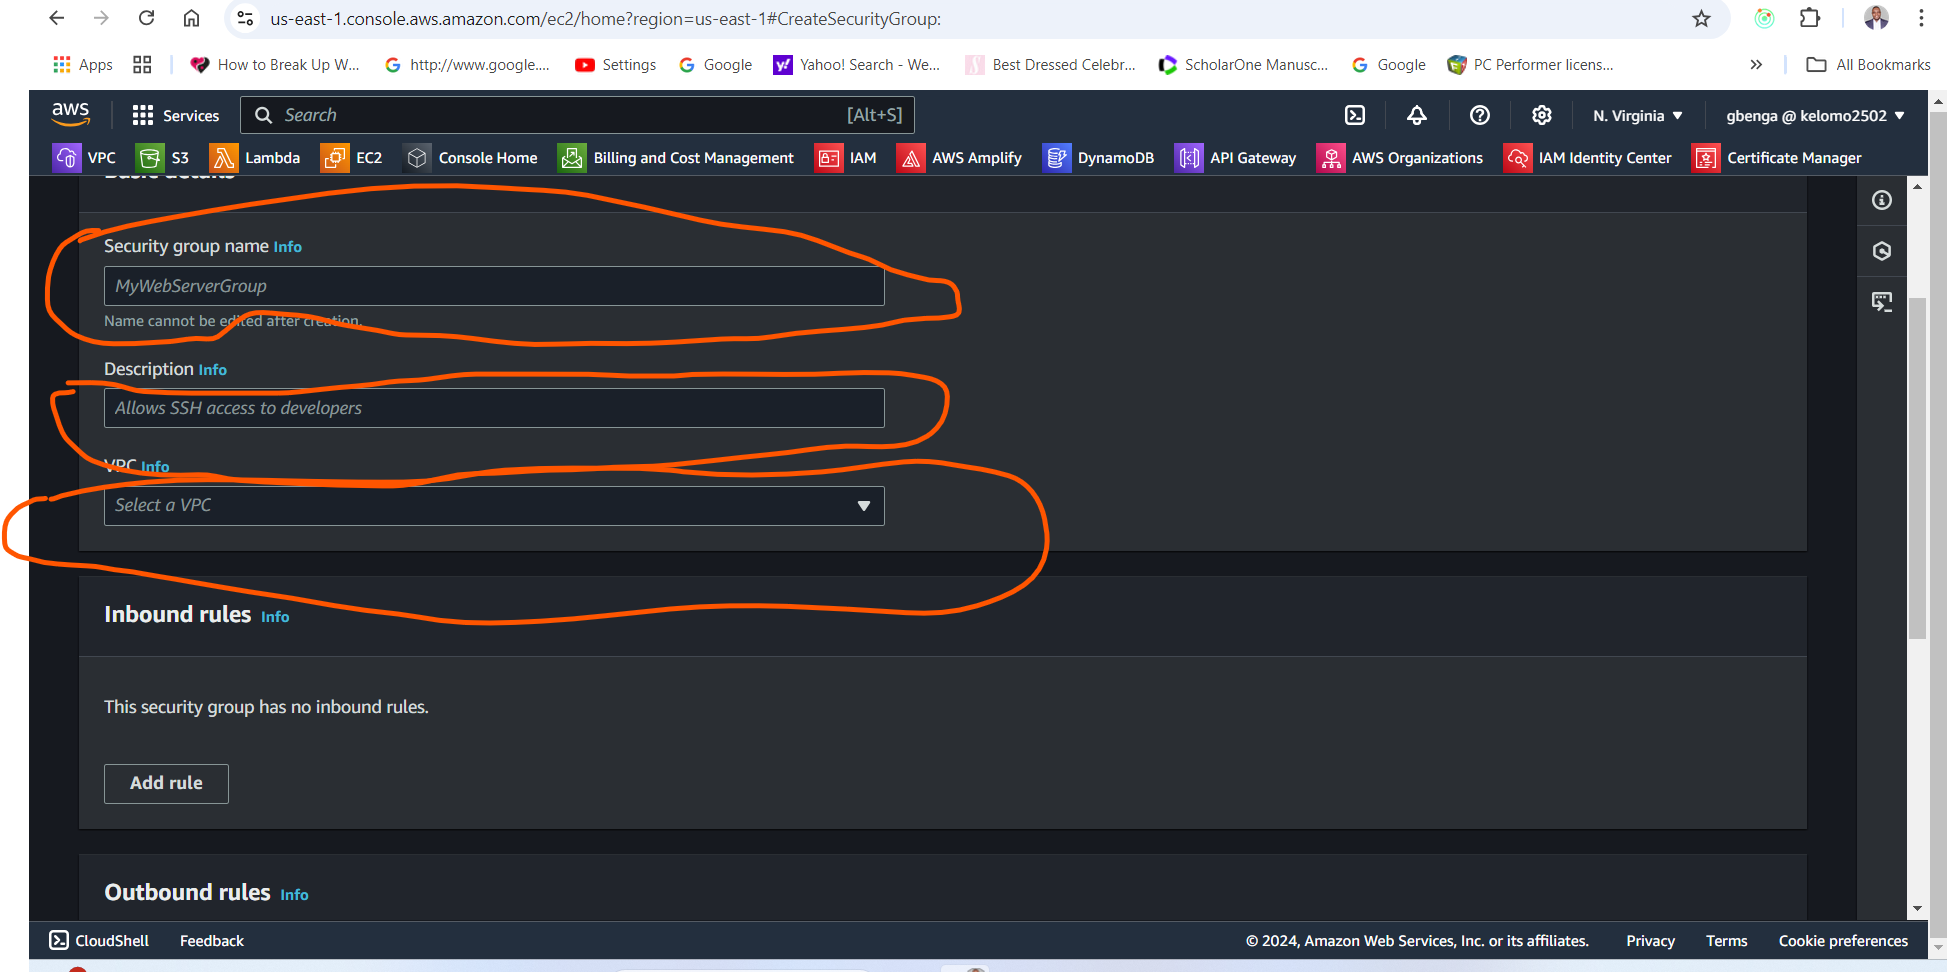 us-east-1.console.aws.amazon.com/ec2/home?region=us-east-1#CreateSecurityGroup:
Apps How to Break Up W... http://www.google.... Settings Google Yahoo! Search - We... Best Dressed Celebr... ScholarOne Manusc... Google PC Performer licens... » All Bookmarks
aws Services Search [Alt+S] N. Virginia gbenga @ kelomo2502
VPC S3 Lambda EC2 Console Home Billing and Cost Management IAM AWS Amplify DynamoDB API Gateway AWS Organizations IAM Identity Center Certificate Manager
Basic details
Security group name Info
MyWebServerGroup
Name cannot be edited after creation.
Description Info
Allows SSH access to developers
VPC Info
Select a VPC
Inbound rules Info
This security group has no inbound rules.
Add rule
Outbound rules Info
CloudShell Feedback © 2024, Amazon Web Services, Inc. or its affiliates. Privacy Terms Cookie preferences